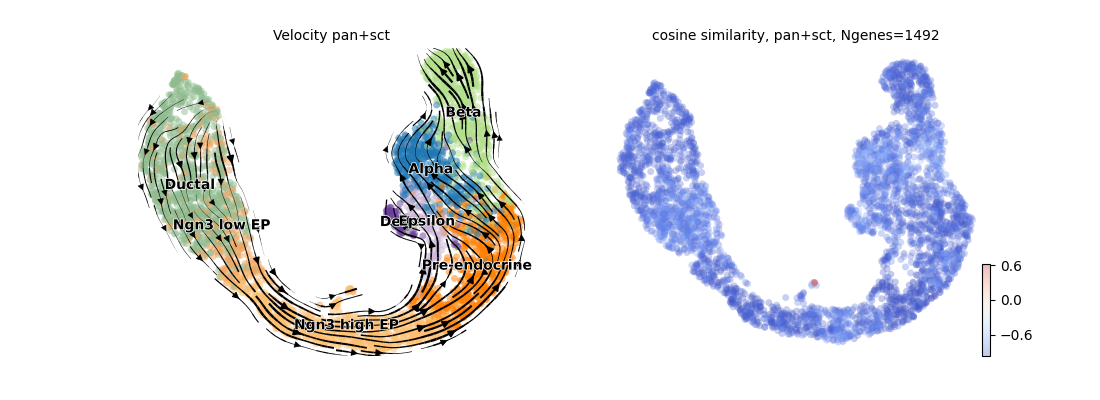 Velocity pan+sct
cosine similarity, pan+sct, Ngenes=1492
Beta
Alpha
Ductal
Epsilon
Ngn3 low EP
Pre-endocrine
Ngn3 high EP
0.6
0.0
−0.6